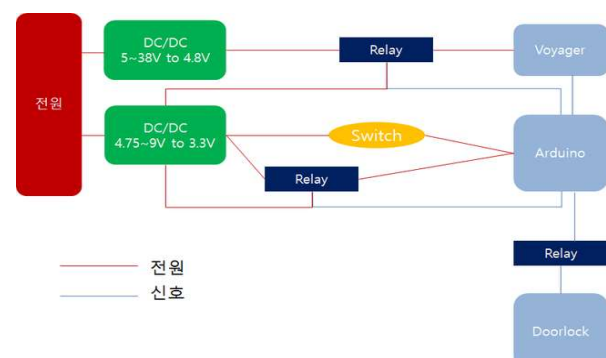 DC/DC
5~38V to 4.8V
Relay
Voyager
전원
DC/DC
4.75~9V to 3.3V
Switch
Arduino
Relay
Relay
전원
신호
Doorlock